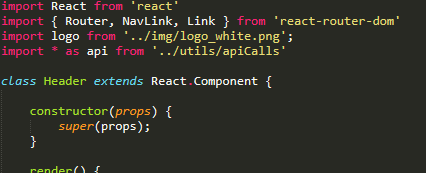 import React from 'react'
import { Router, NavLink, Link } from 'react-router-dom'
import logo from '../img/logo_white.png';
import * as api from '../utils/apiCalls'
class Header extends React.Component {
constructor(props) {
super(props);
}
render() {